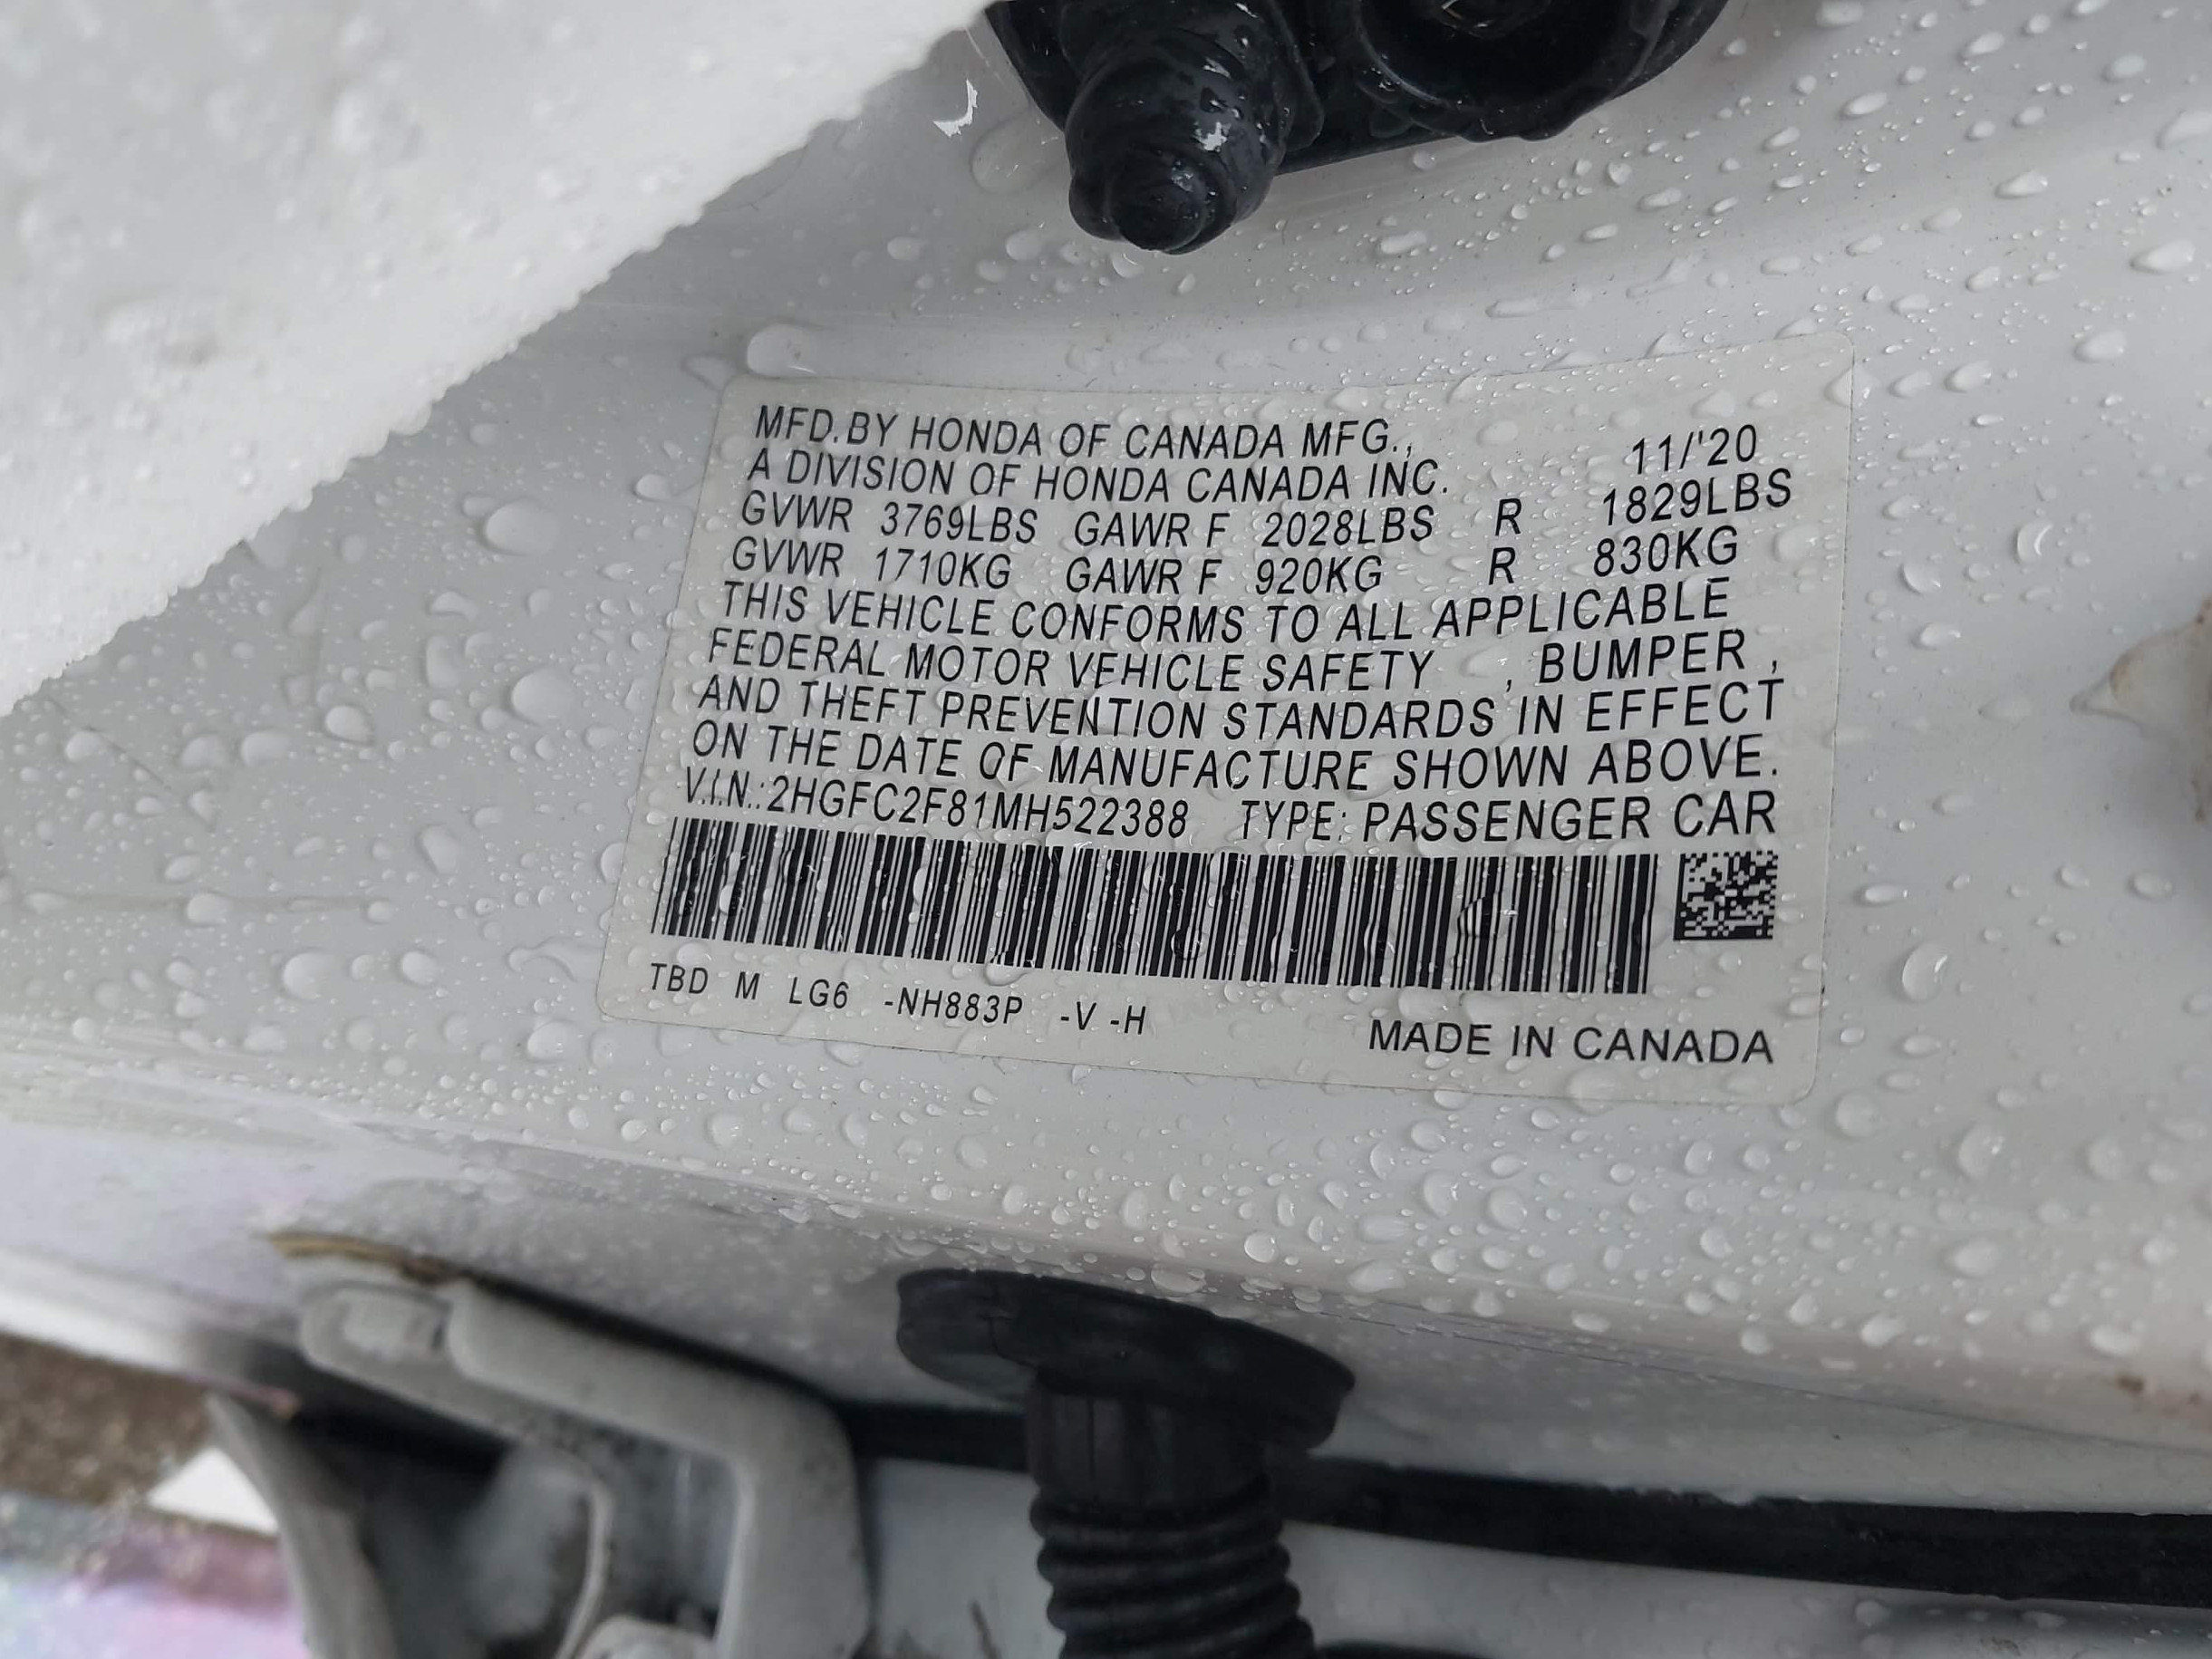 MFD.BY HONDA OF CANADA MFG., 11/'20
A DIVISION OF HONDA CANADA INC.
GVWR 3769LBS GAWR F 2028LBS R 1829LBS
GVWR 1710KG GAWR F 920KG R 830KG
THIS VEHICLE CONFORMS TO ALL APPLICABLE
FEDERAL MOTOR VEHICLE SAFETY , BUMPER ,
AND THEFT PREVENTION STANDARDS IN EFFECT
ON THE DATE OF MANUFACTURE SHOWN ABOVE.
V.I.N.:2HGFC2F81MH522388 TYPE: PASSENGER CAR
TBD M LG6 -NH883P -V -H
MADE IN CANADA